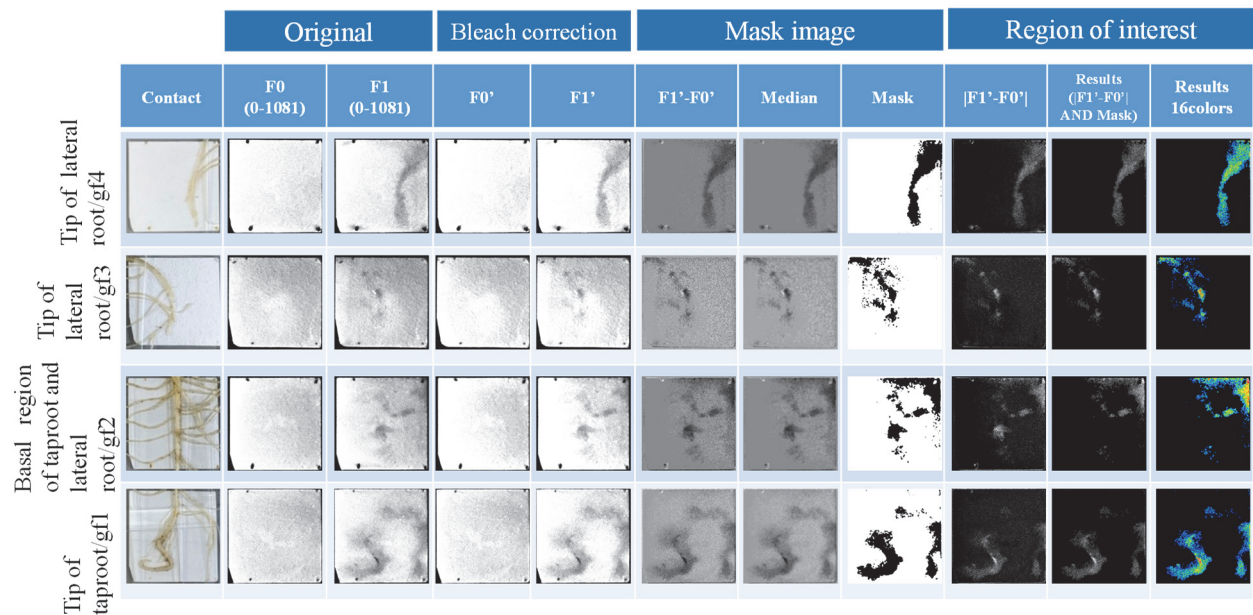 Original
Bleach correction
Mask image
Region of interest
Contact
F0
(0-1081)
F1
(0-1081)
F0’
F1’
F1’-F0’
Median
Mask
|F1’-F0’|
Results
(|F1’-F0’|
AND Mask)
Results
16colors
Tip of lateral
root/gf4
Tip of
lateral
root/gf3
Basal region
of taproot and
lateral
root/gf2
Tip of
taproot/gf1